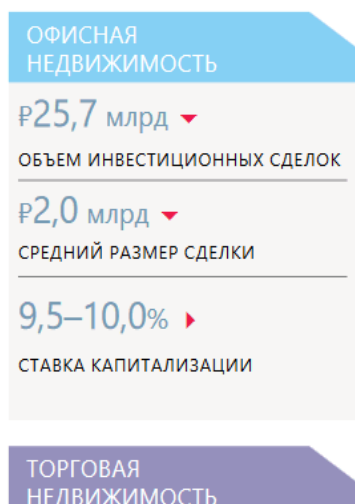 ОФИСНАЯ
НЕДВИЖИМОСТЬ
₽25,7 млрд
ОБЪЕМ ИНВЕСТИЦИОННЫХ СДЕЛОК
₽2,0 млрд
СРЕДНИЙ РАЗМЕР СДЕЛКИ
9,5–10,0%
СТАВКА КАПИТАЛИЗАЦИИ
ТОРГОВАЯ
НЕДВИЖИМОСТЬ